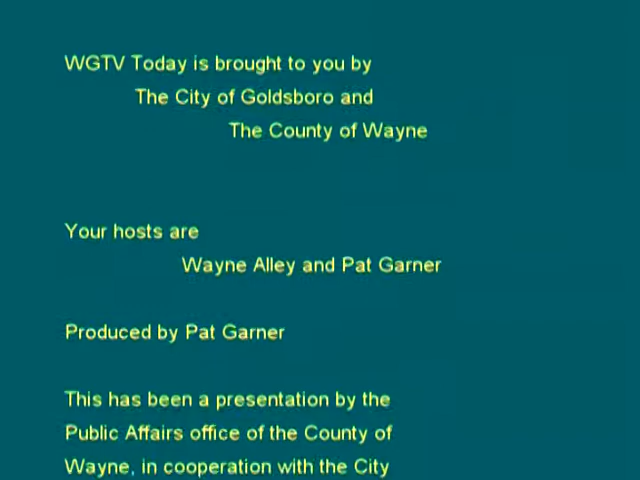 WGTV Today is brought to you by
The City of Goldsboro and
The County of Wayne
Your hosts are
Wayne Alley and Pat Garner
Produced by Pat Garner
This has been a presentation by the
Public Affairs office of the County of
Wayne, in cooperation with the City